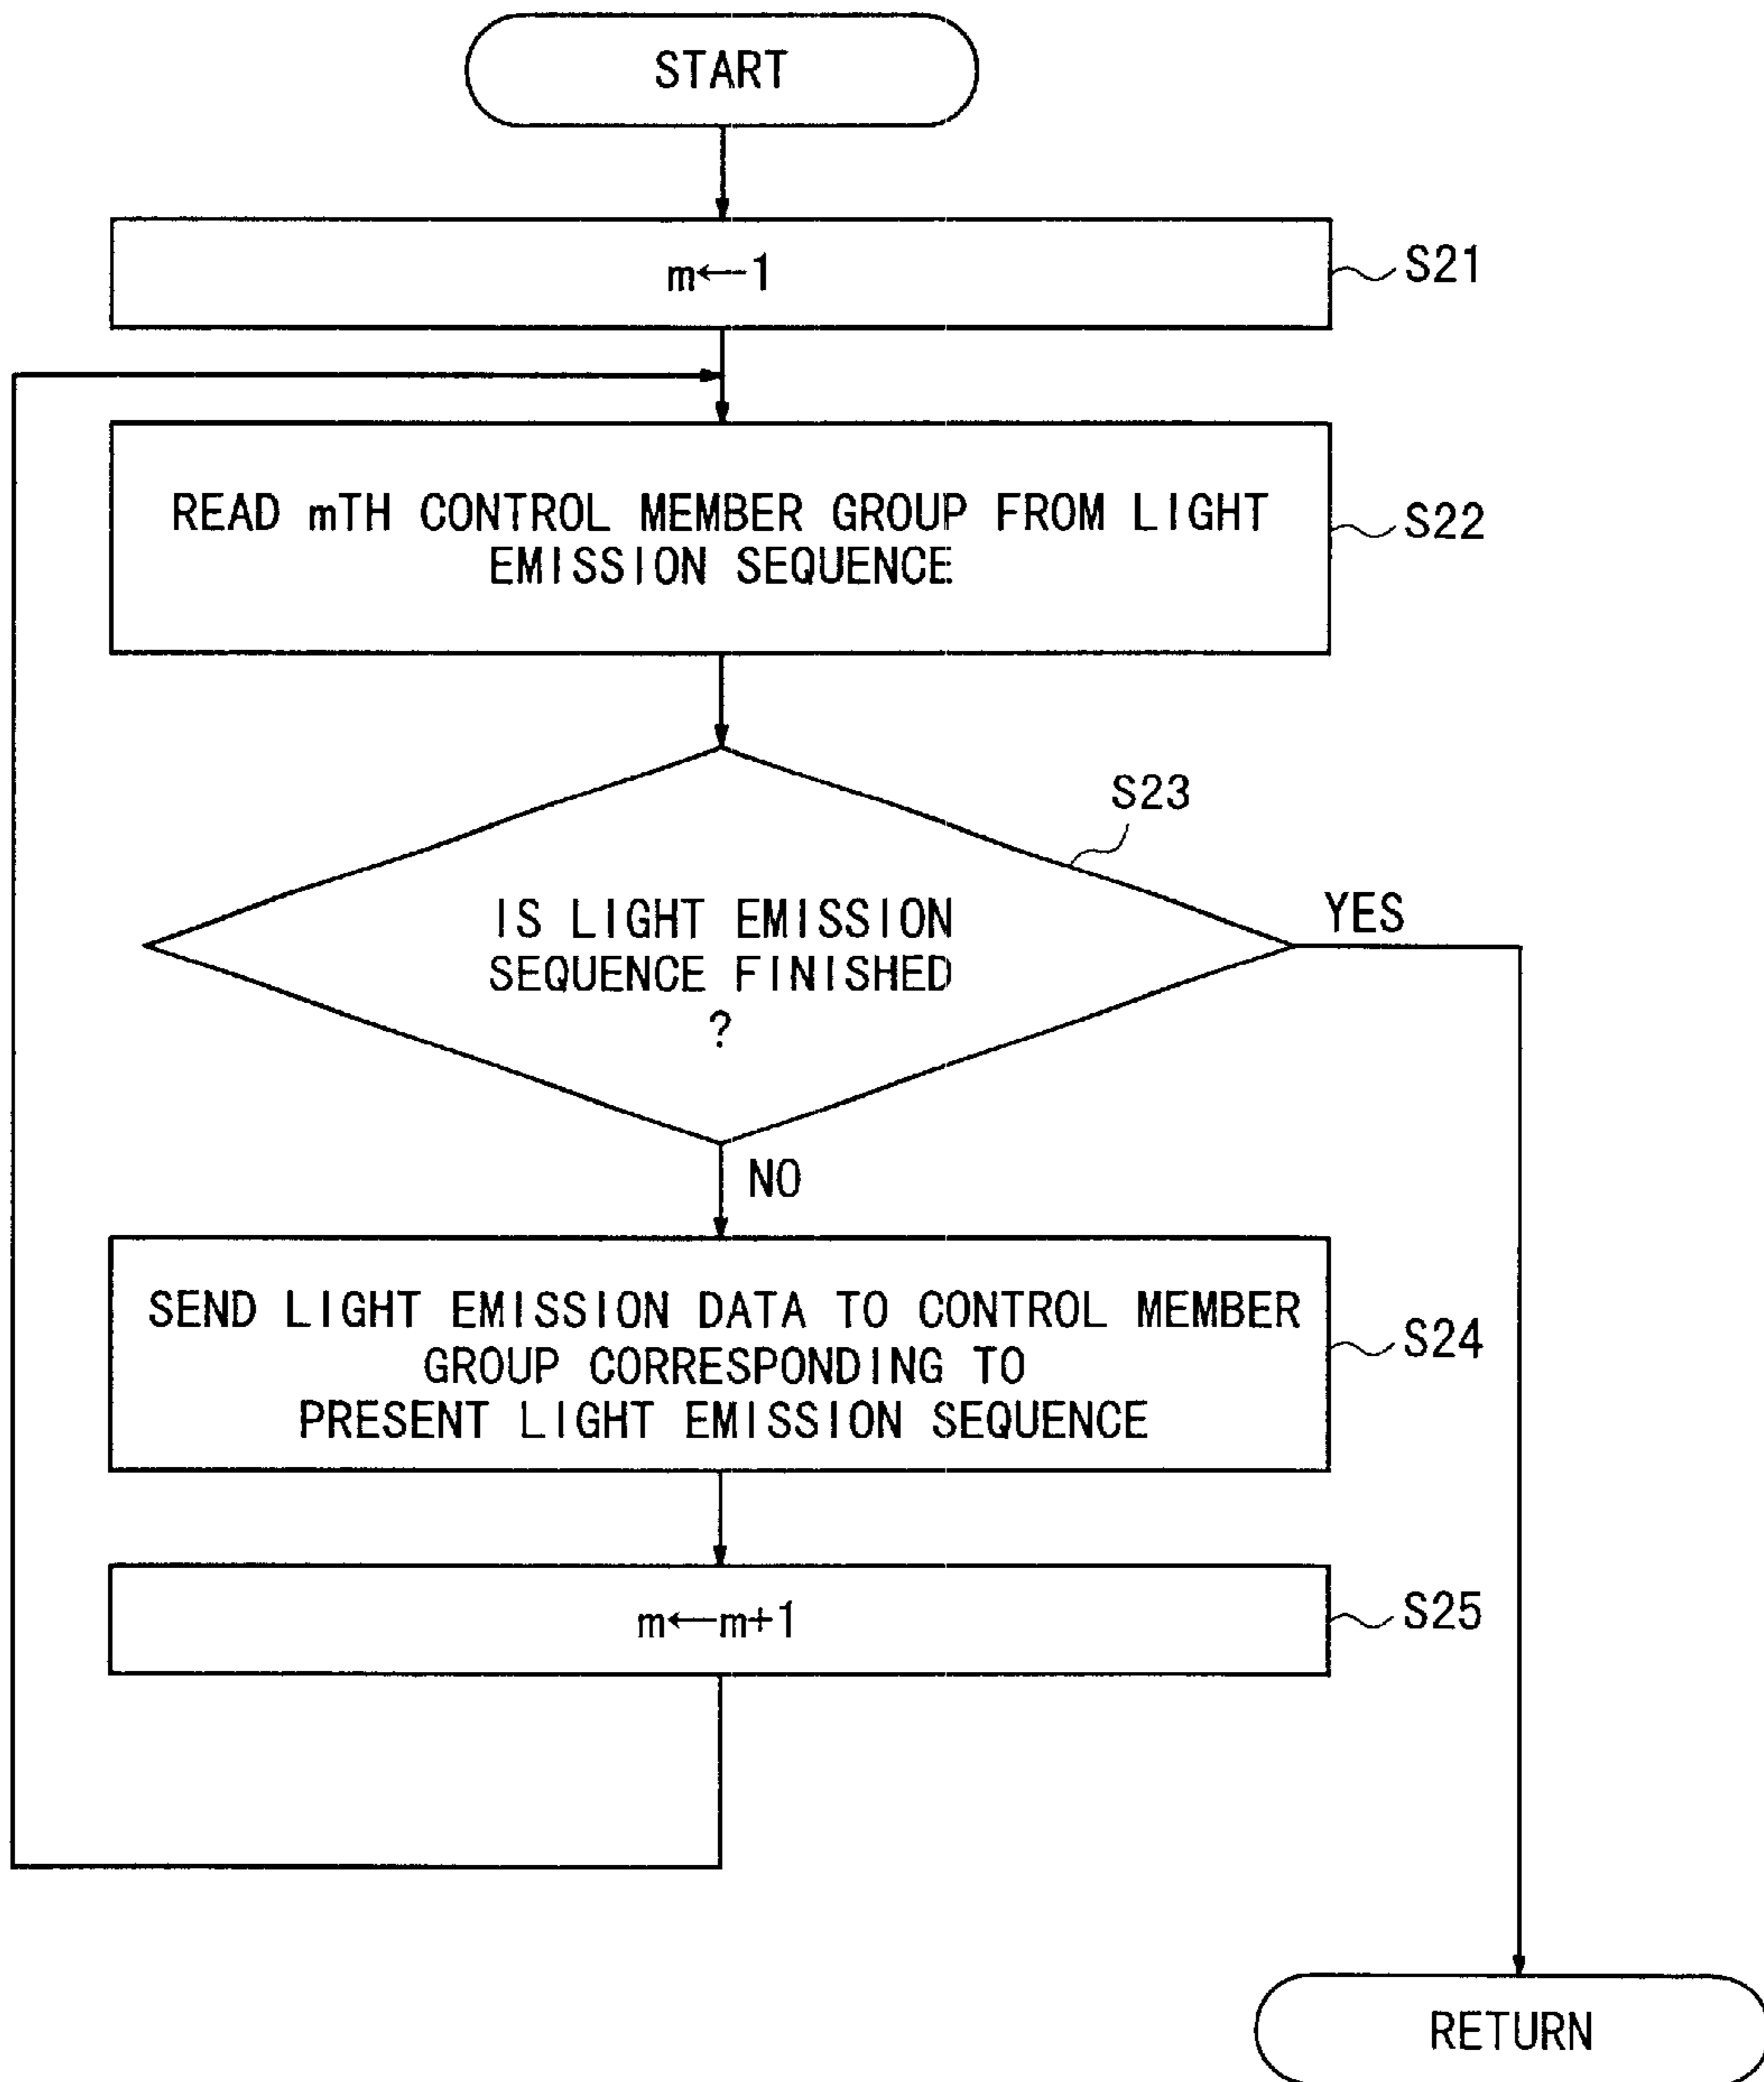 START
m←1
S21
READ mTH CONTROL MEMBER GROUP FROM LIGHT
EMISSION SEQUENCE
S22
S23
IS LIGHT EMISSION
SEQUENCE FINISHED
?
YES
NO
SEND LIGHT EMISSION DATA TO CONTROL MEMBER
GROUP CORRESPONDING TO
PRESENT LIGHT EMISSION SEQUENCE
S24
m←m+1
S25
RETURN